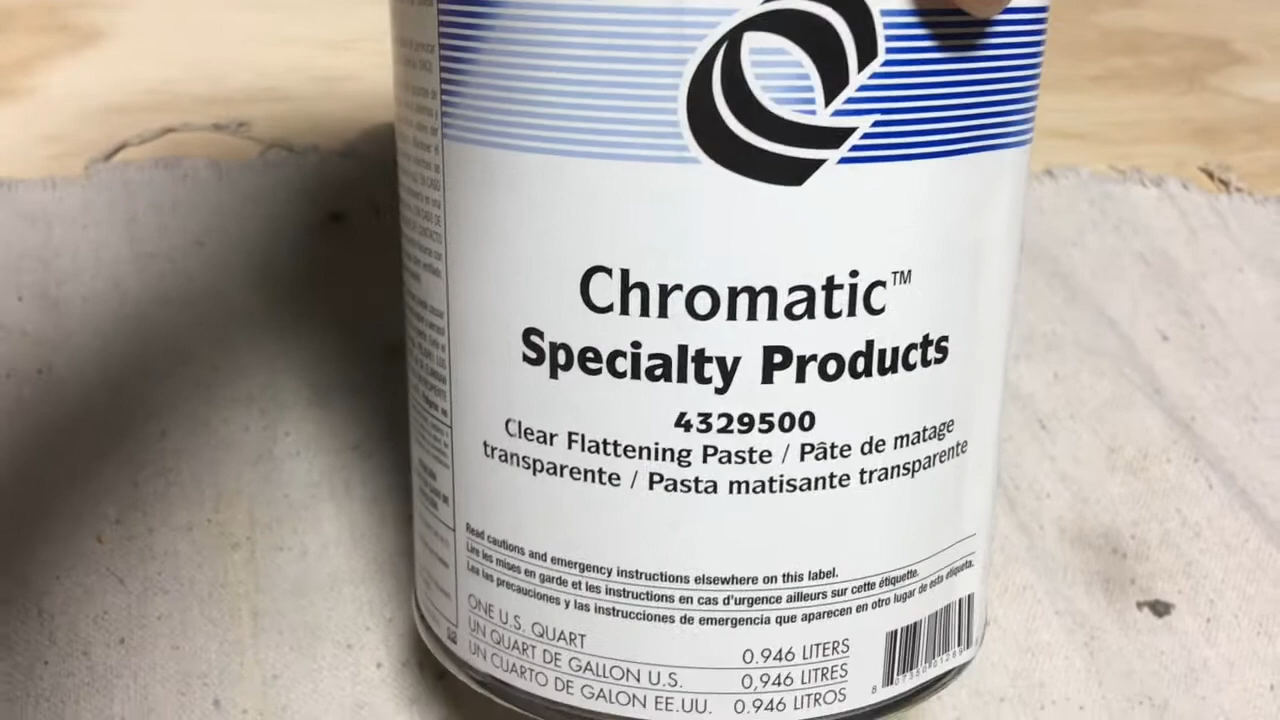 Chromatic™
Specialty Products
4329500
Clear Flattening Paste / Pâte de matage
transparente / Pasta matisante transparente
Read cautions and emergency instructions elsewhere on this label.
Lire les mises en garde et les instructions en cas d'urgence ailleurs sur cette étiquette.
Lea las precauciones y las instrucciones de emergencia que aparecen en otro lugar de esta etiqueta.
ONE U.S. QUART 0.946 LITERS
UN QUART DE GALLON U.S. 0,946 LITRES
UN CUARTO DE GALON EE.UU. 0.946 LITROS